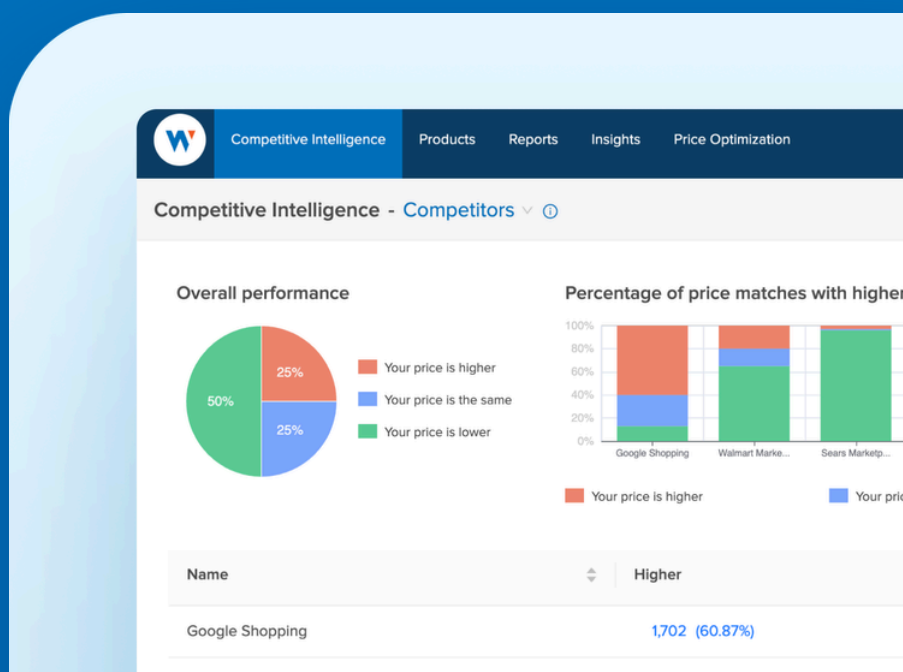 W
Competitive Intelligence Products Reports Insights Price Optimization
Competitive Intelligence - Competitors
Overall performance
25%
50%
25%
Your price is higher
Your price is the same
Your price is lower
Percentage of price matches with higher
100%
80%
60%
40%
20%
0%
Google Shopping Walmart Marke... Sears Marketp...
Your price is higher Your pric
Name Higher
Google Shopping 1,702 (60.87%)